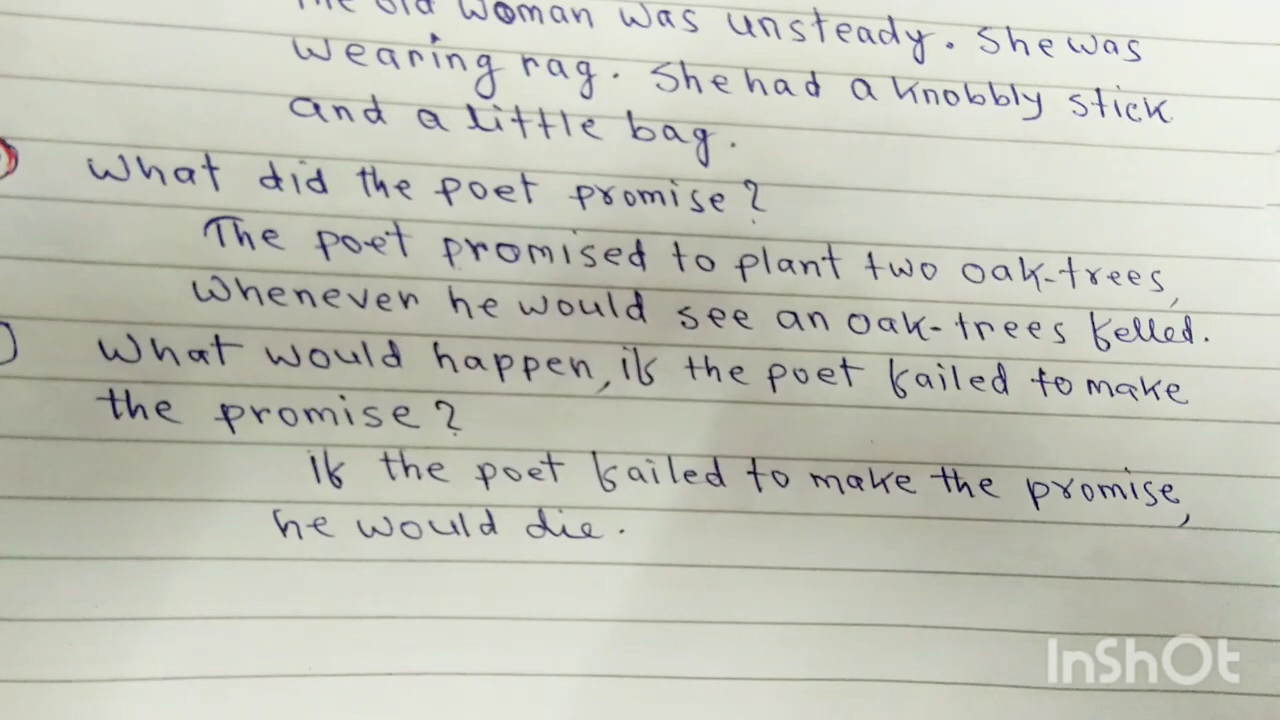 The old woman was unsteady. She was
wearing rag. She had a knobbly stick
and a little bag.
What did the poet promise?
The poet promised to plant two oak-trees,
whenever he would see an oak-trees felled.
What would happen, if the poet failed to make
the promise?
if the poet failed to make the promise,
he would die.
InShOt